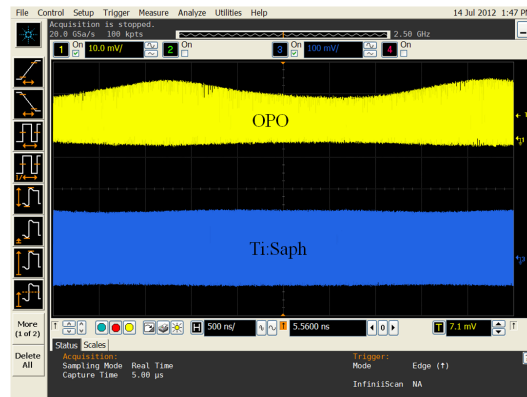 File Control Setup Trigger Measure Analyze Utilities Help 14 Jul 2012 1:47 PM
Acquisition is stopped.
20.0 GSa/s 100 kpts 2.50 GHz
1 On 10.0 mV/ 2 On 3 On 100 mV/ 4 On
OPO
Ti:Saph
More
(1 of 2)
Delete
All
H 500 ns/ 5.5600 ns 0 T 7.1 mV
Status Scales
Acquisition:
Sampling Mode Real Time
Capture Time 5.00 µs
Trigger:
Mode Edge (↑)
InfiniiScan NA